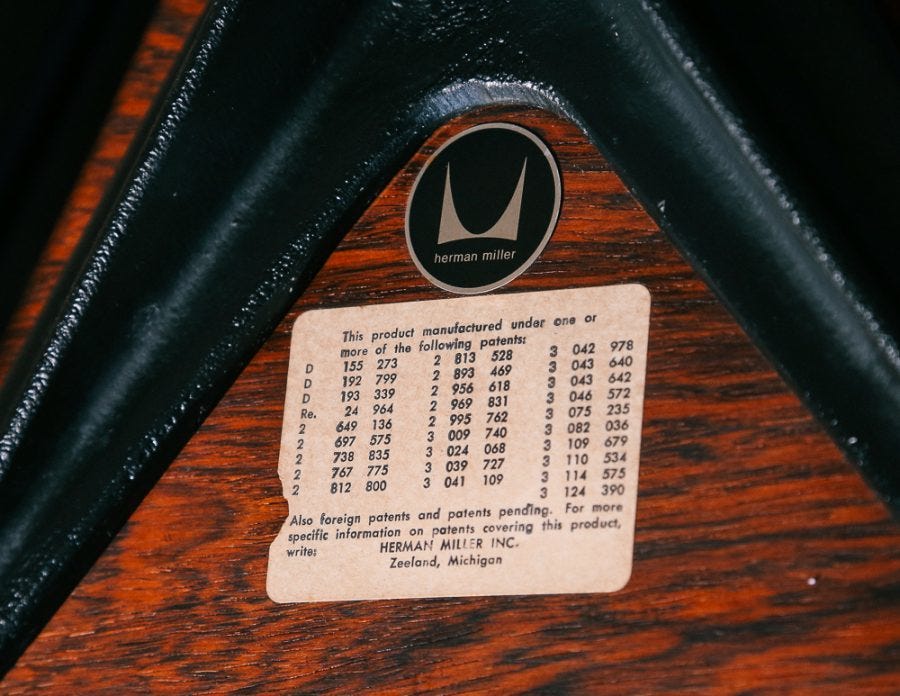 herman miller
This product manufactured under one or
more of the following patents: 3 042 978
D 155 273 2 813 528 3 043 640
D 192 799 2 893 469 3 043 642
D 193 339 2 956 618 3 046 572
Re. 24 964 2 969 831 3 075 235
2 649 136 2 995 762 3 082 036
2 697 575 3 009 740 3 109 679
2 738 835 3 024 068 3 110 534
2 767 775 3 039 727 3 114 575
2 812 800 3 041 109 3 124 390
Also foreign patents and patents pending. For more
specific information on patents covering this product,
write: HERMAN MILLER INC.
Zeeland, Michigan